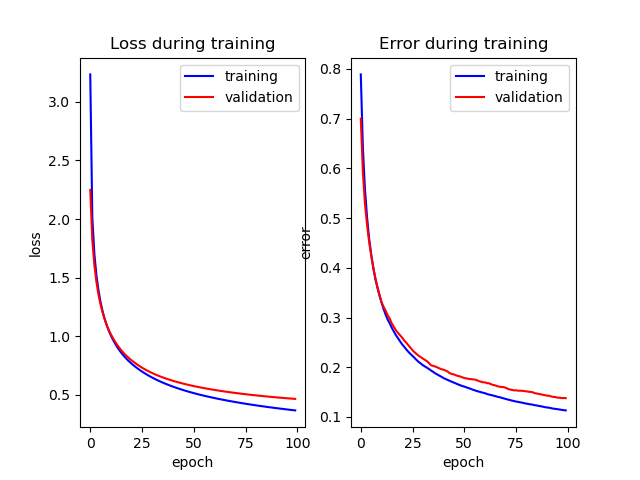 Loss during training
training
validation
3.0
2.5
2.0
1.5
1.0
0.5
loss
0
25
50
75
100
epoch
Error during training
training
validation
0.8
0.7
0.6
0.5
0.4
0.3
0.2
0.1
error
0
25
50
75
100
epoch